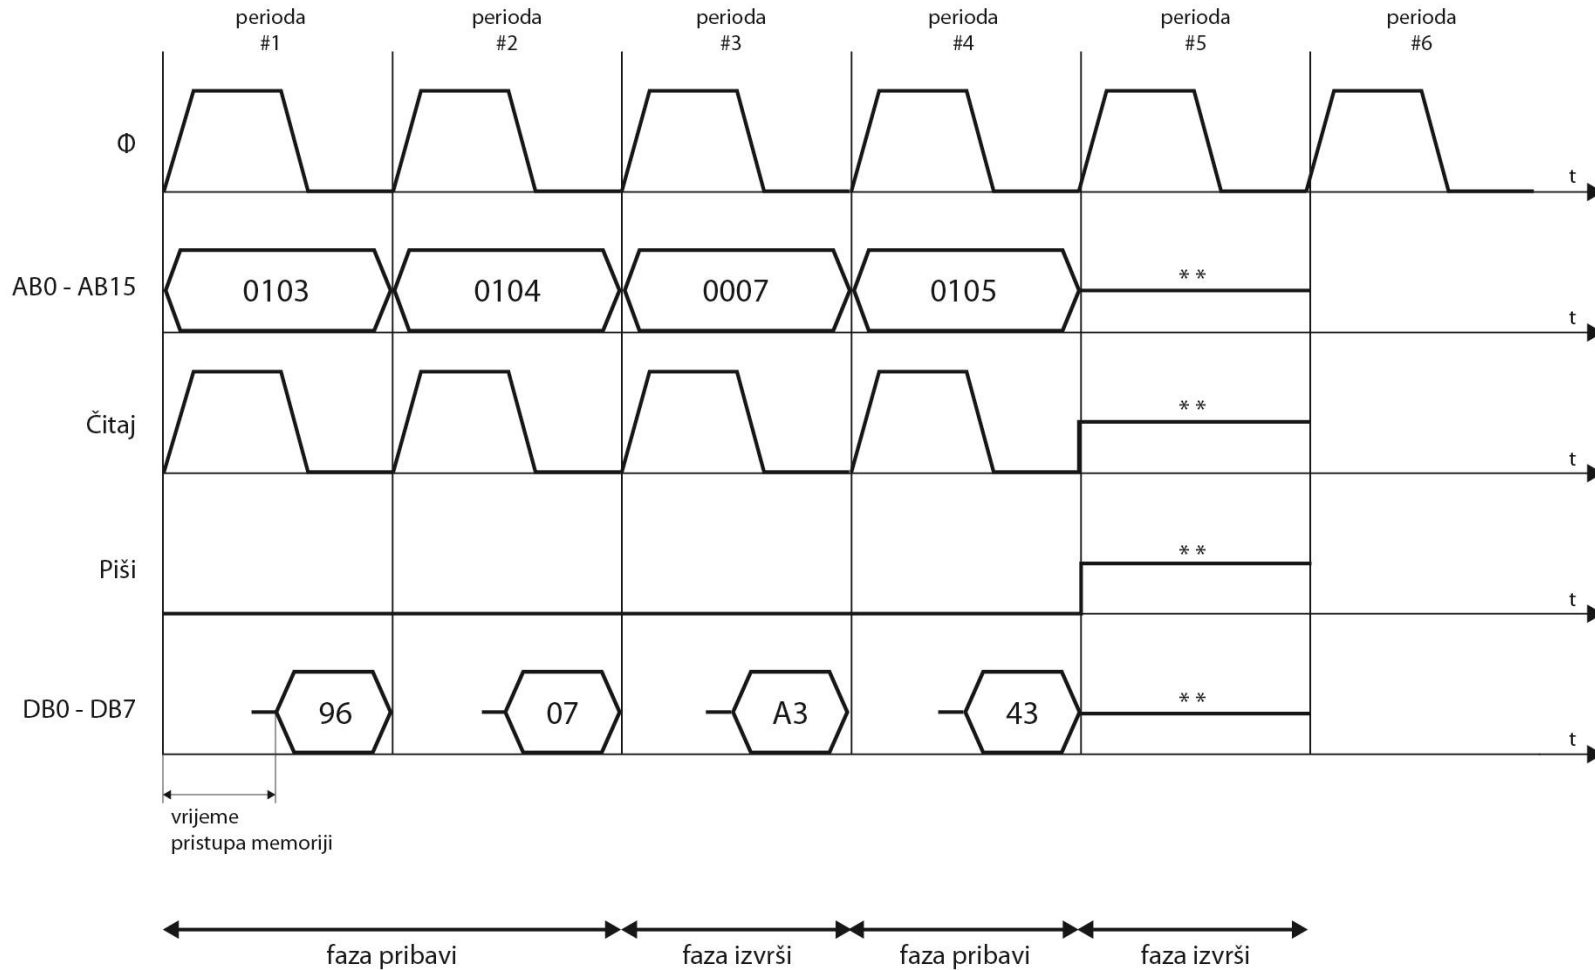 perioda perioda perioda perioda perioda perioda
#1 #2 #3 #4 #5 #6
Φ t
AB0 - AB15 0103 0104 0007 0105 ** t
Čitaj ** t
Piši ** t
DB0 - DB7 96 07 A3 43 ** t
vrijeme
pristupa memoriji
faza pribavi faza izvrši faza pribavi faza izvrši